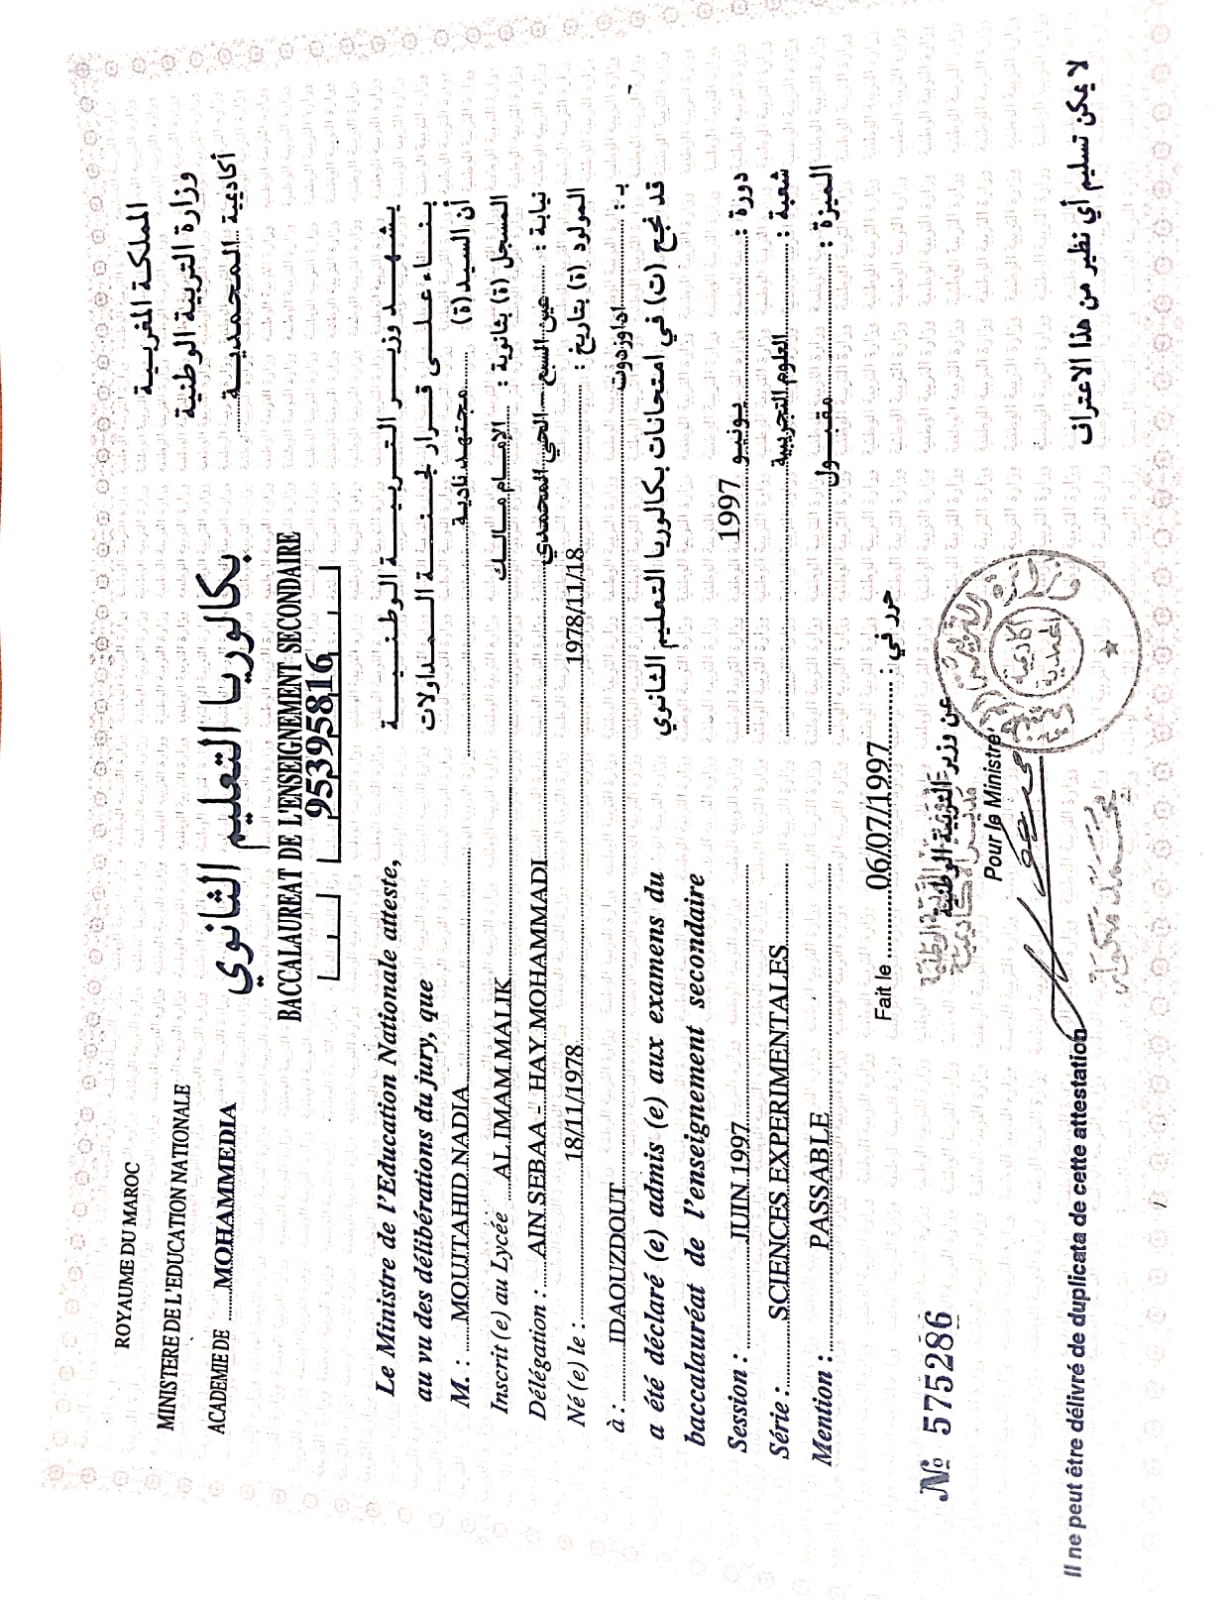 ROYAUME DU MAROC
MINISTERE DE L'EDUCATION NATIONALE
ACADEMIE DE ......MOHAMMEDIA
المملكة المغربية
وزارة التربية الوطنية
أكاديمية ..المحمديـــة
بكالوريا التعليم الثانوي
BACCALAUREAT DE L'ENSEIGNEMENT SECONDAIRE
95395816
Le Ministre de l'Education Nationale atteste,
au vu des délibérations du jury, que
M. : ......MOUJTAHID NADIA
Inscrit (e) au Lycée ....AL IMAM MALIK
Délégation : ......AIN SEBAA - HAY MOHAMMADI
Né (e) le : ......18/11/1978
à : ......IDAOUZDOUT
a été déclaré (e) admis (e) aux examens du
baccalauréat de l'enseignement secondaire
Session : ......JUIN 1997
Série : ......SCIENCES EXPERIMENTALES
Mention : ......PASSABLE
يشهد وزير التربية الوطنية
بناء على قرار لجنة المداولات
أن السيد(ة) ......مجتهد نادية
المسجل (ة) بثانوية : ....الإمام مالك
نيابة : ......عين السبع - الحي المحمدي
المولود (ة) بتاريخ : ......1978/11/18
بـ : ......اداوزدوت
قد نجح (ت) في امتحانات بكالوريا التعليم الثانوي
دورة : ......يونيو 1997
شعبة : ......العلوم التجريبية
الميزة : ......مقبول
Fait le ......06/07/1997...... : حرر في
عن وزير التربية الوطنية
Pour le Ministre
№ 575286
Il ne peut être délivré de duplicata de cette attestation
لا يمكن تسليم أي نظير من هذا الاعتراف